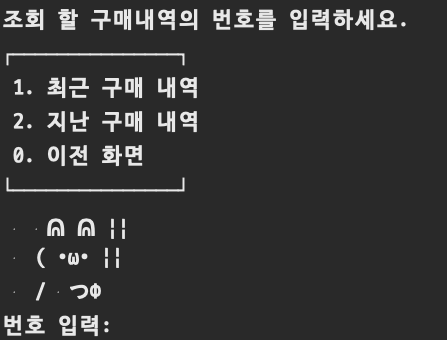 조회 할 구매내역의 번호를 입력하세요.
┌──────────────────┐
1. 최근 구매 내역
2. 지난 구매 내역
0. 이전 화면
└──────────────────┘
· ·ᕱ ᕱ ||
· ( •ω• ||
· / ·つΦ
번호 입력: